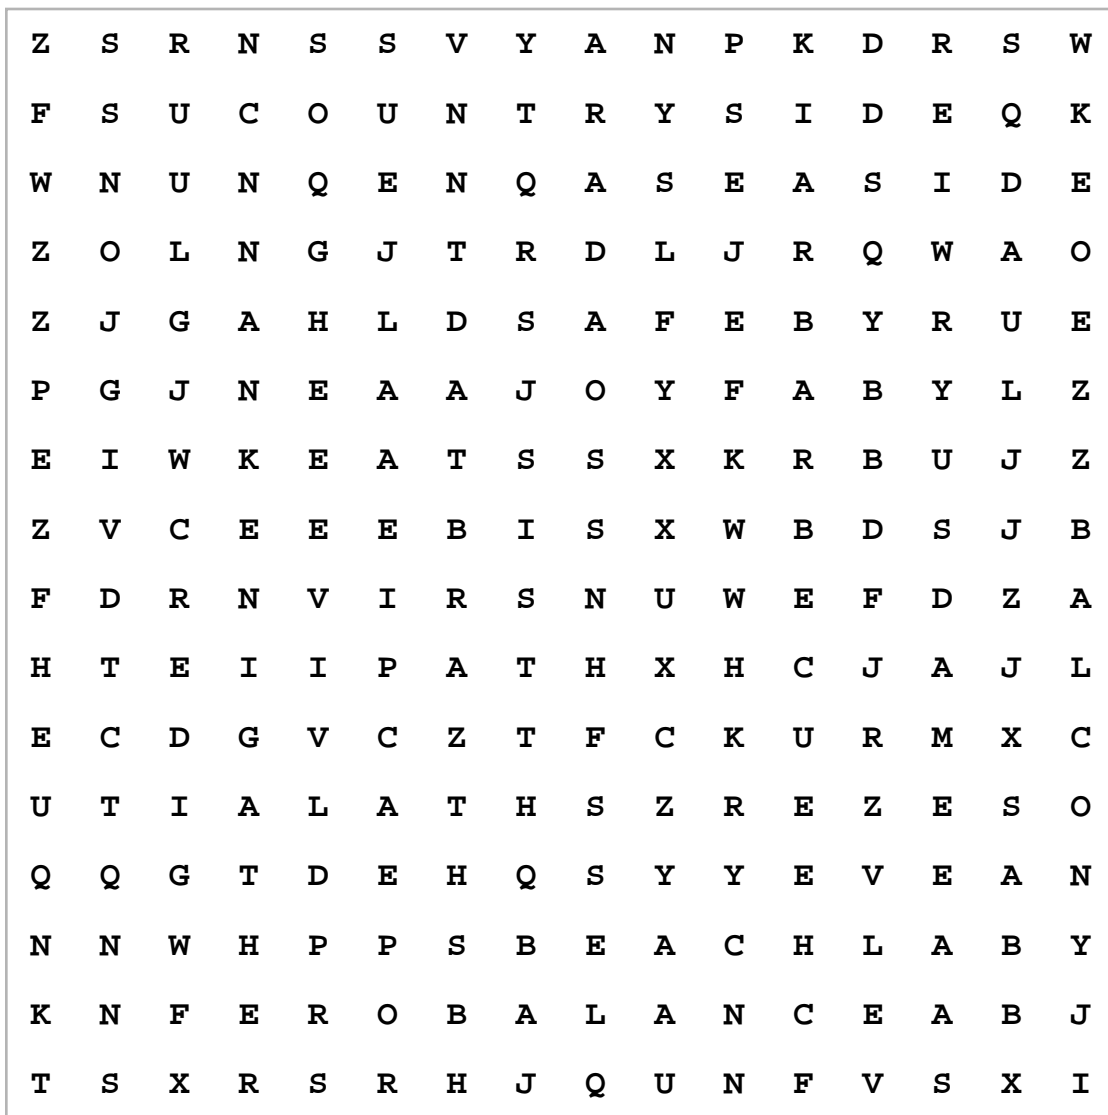 Z S R N S S V Y A N P K D R S W
F S U C O U N T R Y S I D E Q K
W N U N Q E N Q A S E A S I D E
Z O L N G J T R D L J R Q W A O
Z J G A H L D S A F E B Y R U E
P G J N E A A J O Y F A B Y L Z
E I W K E A T S S X K R B U J Z
Z V C E E E B I S X W B D S J B
F D R N V I R S N U W E F D Z A
H T E I I P A T H X H C J A J L
E C D G V C Z T F C K U R M X C
U T I A L A T H S Z R E Z E S O
Q Q G T D E H Q S Y Y E V E A N
N N W H P P S B E A C H L A B Y
K N F E R O B A L A N C E A B J
T S X R S R H J Q U N F V S X I